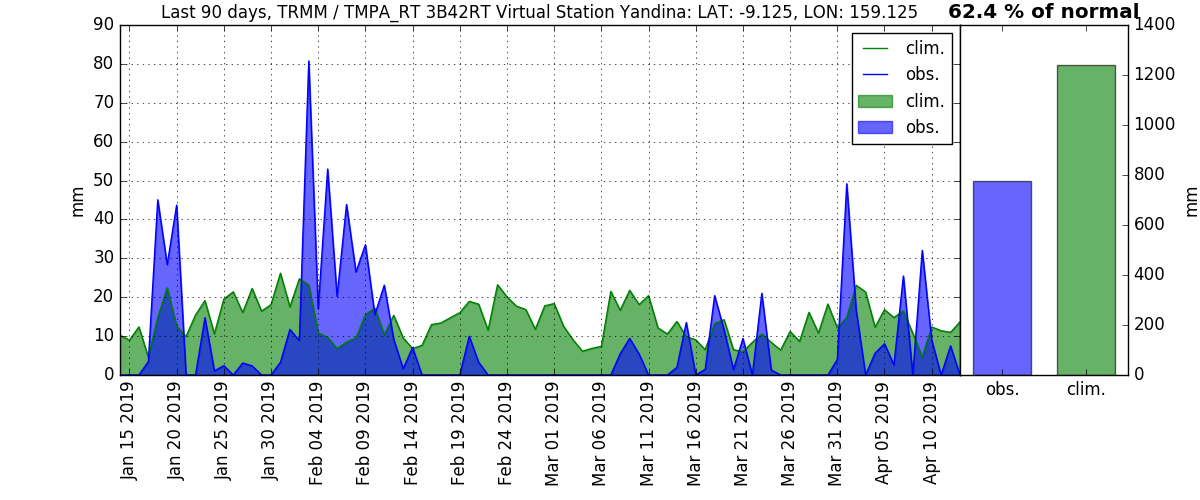 Last 90 days, TRMM / TMPA_RT 3B42RT Virtual Station Yandina: LAT: -9.125, LON: 159.125
62.4 % of normal
90
80
70
60
50
40
30
20
10
0
mm
clim.
obs.
clim.
obs.
Jan 15 2019
Jan 20 2019
Jan 25 2019
Jan 30 2019
Feb 04 2019
Feb 09 2019
Feb 14 2019
Feb 19 2019
Feb 24 2019
Mar 01 2019
Mar 06 2019
Mar 11 2019
Mar 16 2019
Mar 21 2019
Mar 26 2019
Mar 31 2019
Apr 05 2019
Apr 10 2019
obs.
clim.
1400
1200
1000
800
600
400
200
0
mm